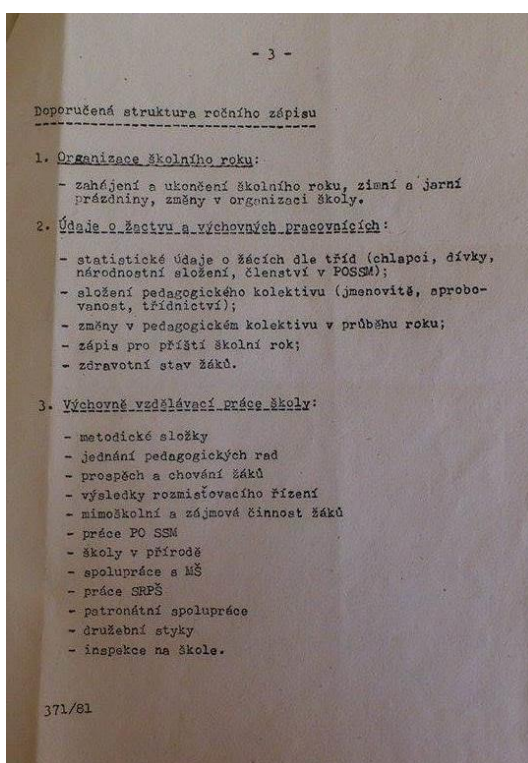 - 3 -
Doporučená struktura ročního zápisu
1. Organizace školního roku:
- zahájení a ukončení školního roku, zimní a jarní
prázdniny, změny v organizaci školy.
2. Údaje o žactvu a výchovných pracovnících:
- statistické údaje o žácích dle tříd (chlapci, dívky,
národnostní složení, členství v POSSM);
- složení pedagogického kolektivu (jmenovitě, aprobo-
vanost, třídnictví);
- změny v pedagogickém kolektivu v průběhu roku;
- zápis pro příští školní rok;
- zdravotní stav žáků.
3. Výchovně vzdělávací práce školy:
- metodické složky
- jednání pedagogických rad
- prospěch a chování žáků
- výsledky rozmisťovacího řízení
- mimoškolní a zájmová činnost žáků
- práce PO SSM
- školy v přírodě
- spolupráce s MŠ
- práce SRPŠ
- patronátní spolupráce
- družební styky
- inspekce na škole.
371/81